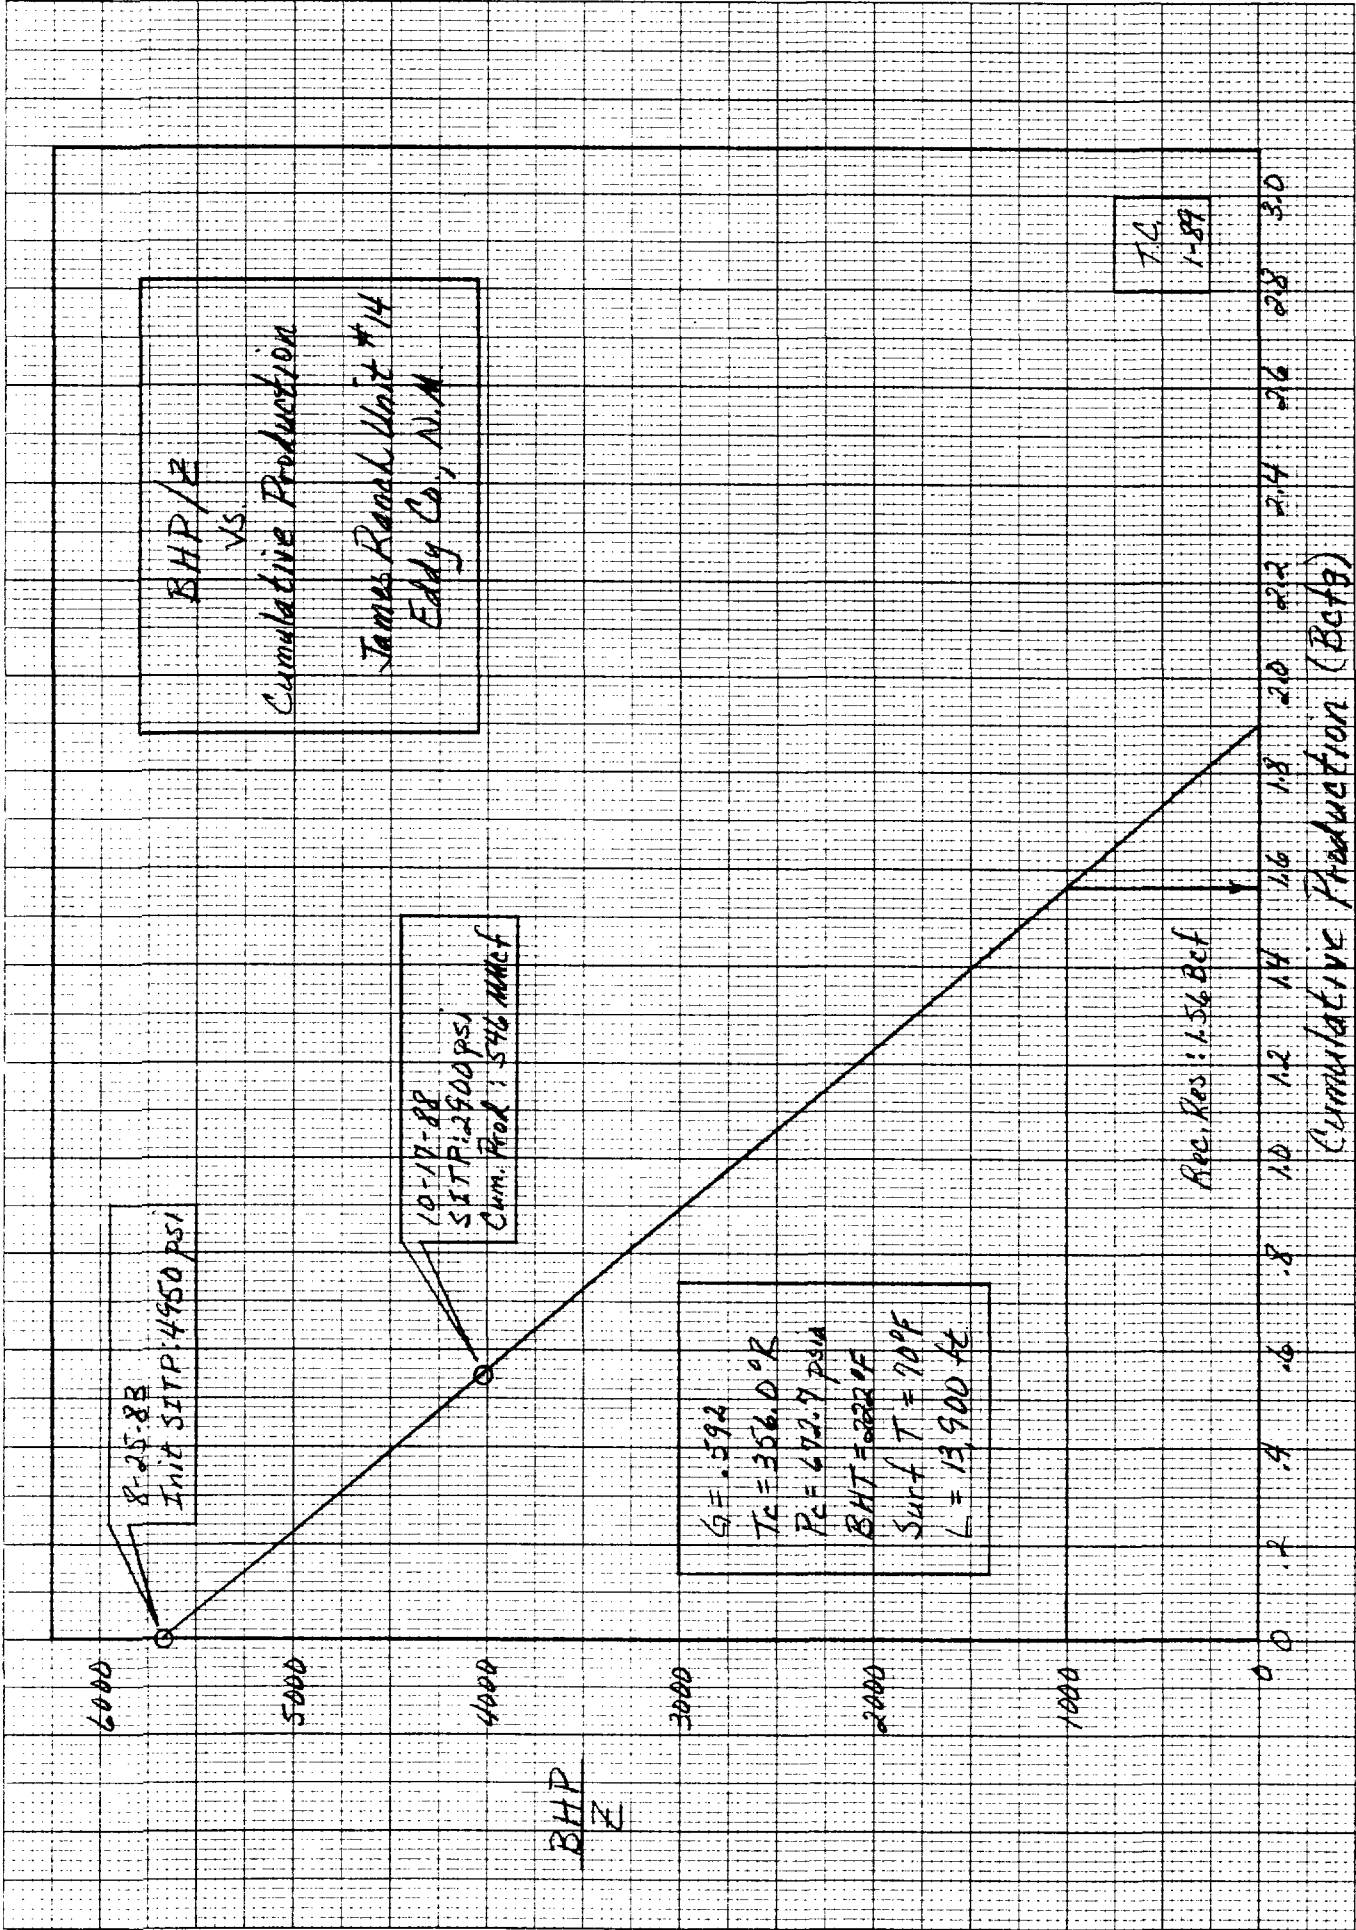 BHP/Z
vs.
Cumulative Production
James Ranch Unit #14
Eddy Co., N.M.
8-25-83
Init SITP: 4950 psi
10-17-88
SITP: 2900 psi
Cum. Prod: 546 MMcf
G = .592
Tc = 356.0 °R
Pc = 672.7 psia
BHT = 222 °F
Surf T = 70 °F
L = 13,900 ft
Rec. Res: 1.56 Bcf
T.C.
1-89
BHP
Z
6000
5000
4000
3000
2000
1000
0
0 .2 .4 .6 .8 1.0 1.2 1.4 1.6 1.8 2.0 2.2 2.4 2.6 2.8 3.0
Cumulative Production (Bcfg)